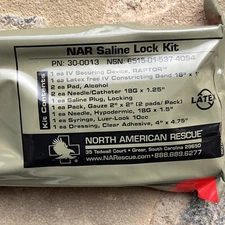 NAR Saline Lock Kit
PN: 30-0013 NSN: 6515-01-537-4094
Kit Contents
1 ea IV Securing Device, RAPTOR™
1 ea Latex free IV Constricting Band 18" x 1"
2 ea Pad, Alcohol
2 ea Needle/Catheter 18G x 1.25"
1 ea Saline Plug, Locking
1 ea Pack, Gauze 2" x 2" (2 pads/ Pack)
1 ea Needle, Hypodermic, 18G x 1.5"
1 ea Syringe, Luer-Lock 10cc
1 ea Dressing, Clear Adhesive, 4" x 4.75"
LATEX
NORTH AMERICAN RESCUE
35 Tedwall Court • Greer, South Carolina 29650
www.NARescue.com • 888.889.6277